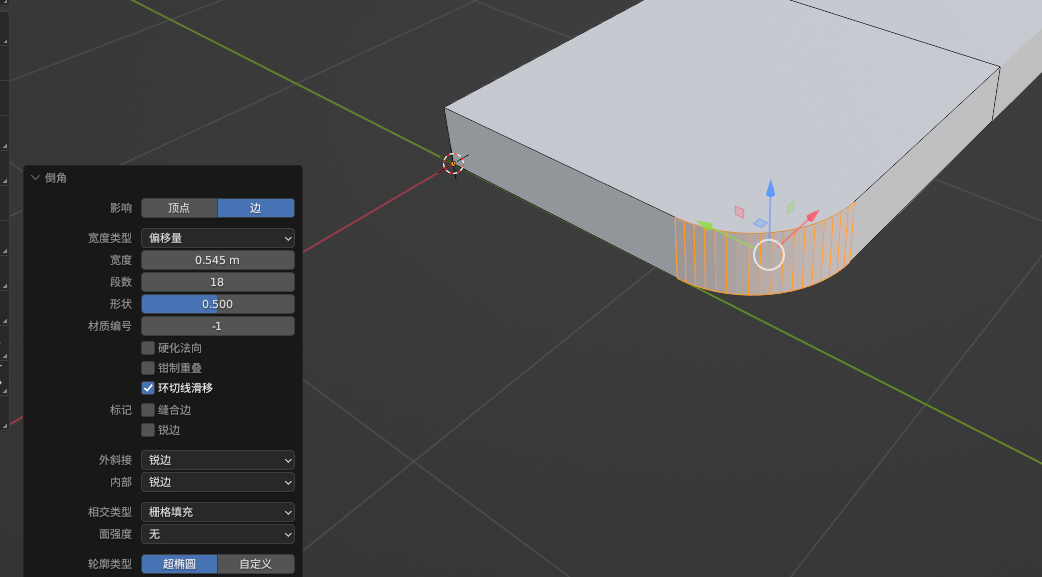 倒角
影响 顶点 边
宽度类型 偏移量
宽度 0.545 m
段数 18
形状 0.500
材质编号 -1
硬化法向
钳制重叠
环切线滑移
标记 缝合边
锐边
外斜接 锐边
内部 锐边
相交类型 栅格填充
面强度 无
轮廓类型 超椭圆 自定义